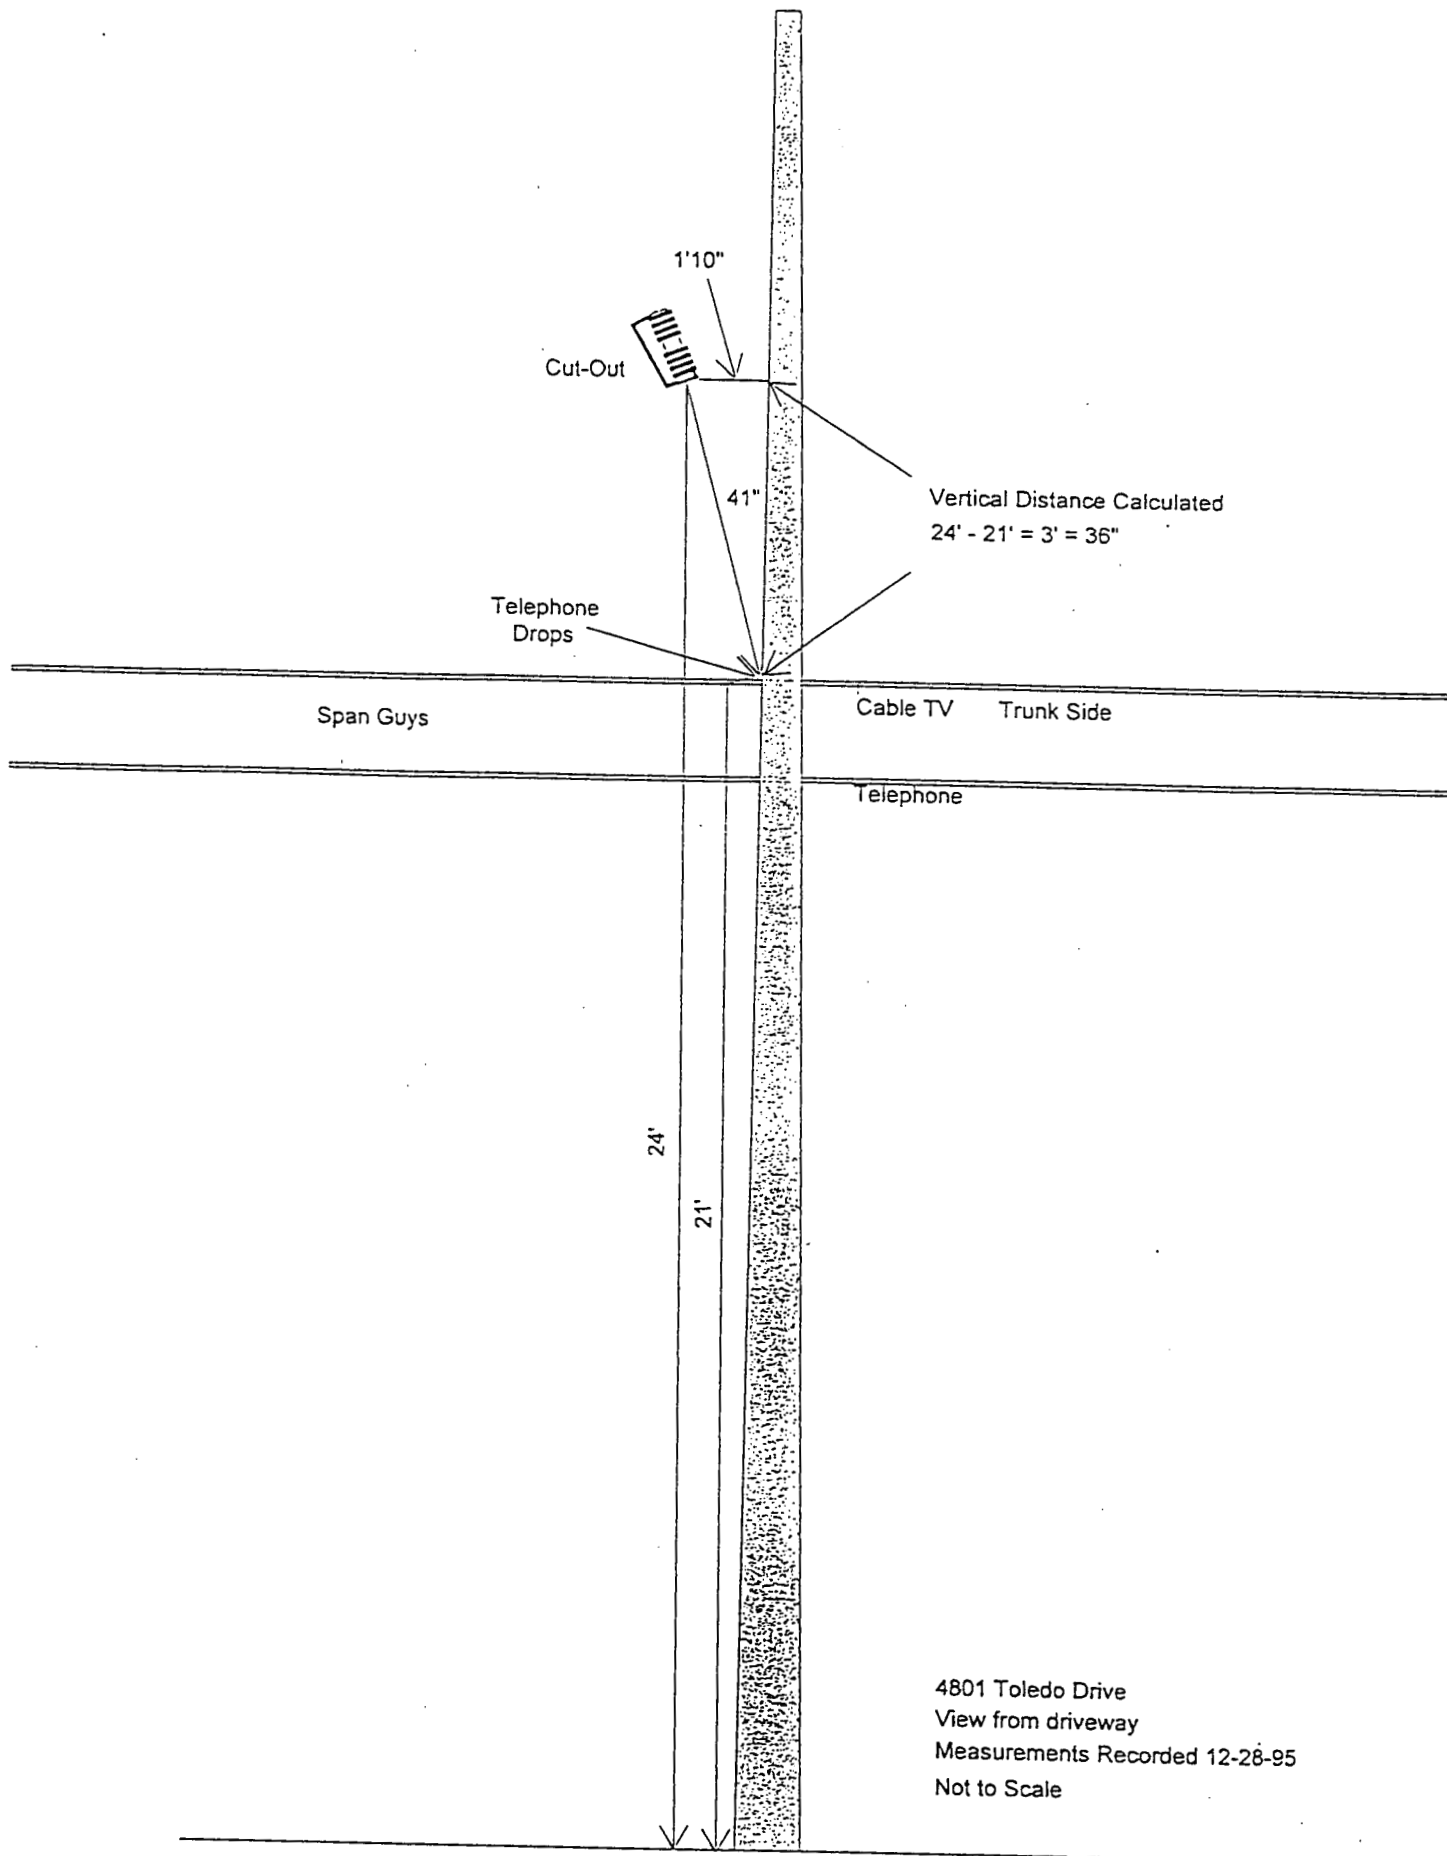 1'10"
Cut-Out
41"
Vertical Distance Calculated
24' - 21' = 3' = 36"
Telephone
Drops
Span Guys
Cable TV Trunk Side
Telephone
24'
21'
4801 Toledo Drive
View from driveway
Measurements Recorded 12-28-95
Not to Scale